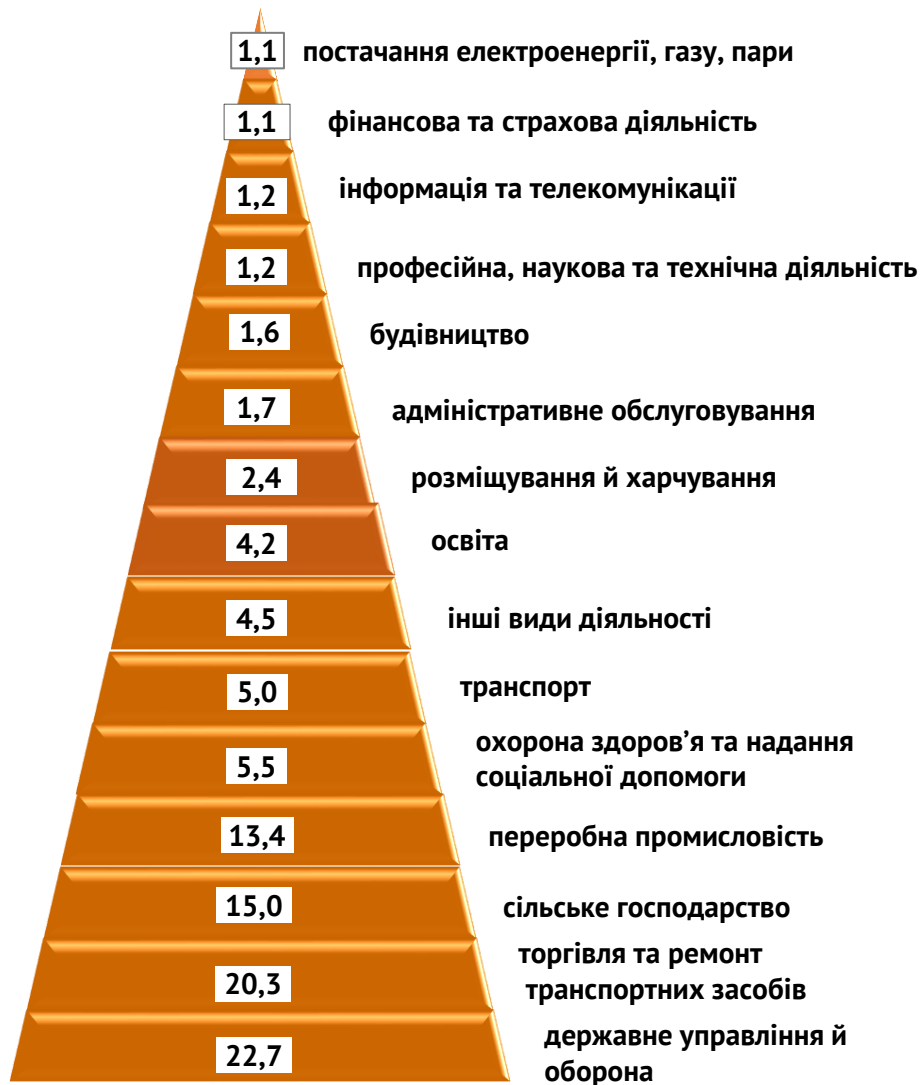 1,1 постачання електроенергії, газу, пари
1,1 фінансова та страхова діяльність
1,2 інформація та телекомунікації
1,2 професійна, наукова та технічна діяльність
1,6 будівництво
1,7 адміністративне обслуговування
2,4 розміщування й харчування
4,2 освіта
4,5 інші види діяльності
5,0 транспорт
5,5 охорона здоров’я та надання
соціальної допомоги
13,4 переробна промисловість
15,0 сільське господарство
20,3 торгівля та ремонт
транспортних засобів
22,7 державне управління й
оборона